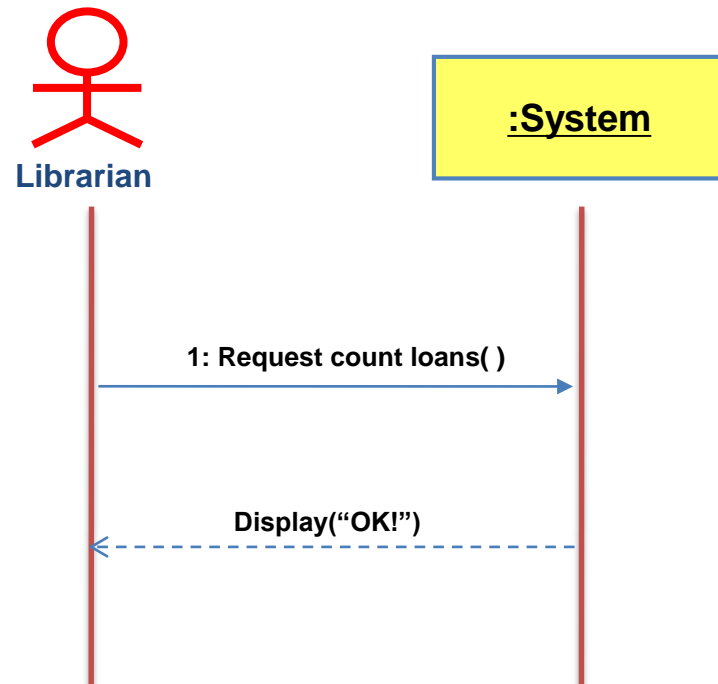 :System
Librarian
1: Request count loans( )
Display(“OK!”)